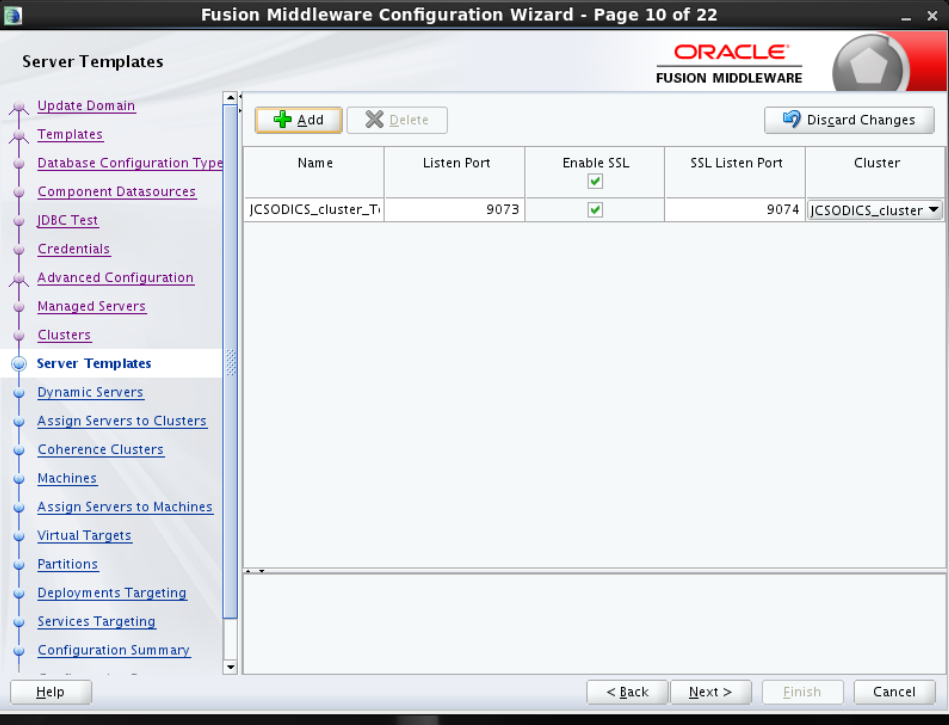 Fusion Middleware Configuration Wizard - Page 10 of 22
Server Templates
ORACLE
FUSION MIDDLEWARE
Update Domain
Templates
Database Configuration Type
Component Datasources
JDBC Test
Credentials
Advanced Configuration
Managed Servers
Clusters
Server Templates
Dynamic Servers
Assign Servers to Clusters
Coherence Clusters
Machines
Assign Servers to Machines
Virtual Targets
Partitions
Deployments Targeting
Services Targeting
Configuration Summary
Add Delete Discard Changes
Name Listen Port Enable SSL SSL Listen Port Cluster
9073 9074 JCSODICS_cluster
Help < Back Next > Finish Cancel